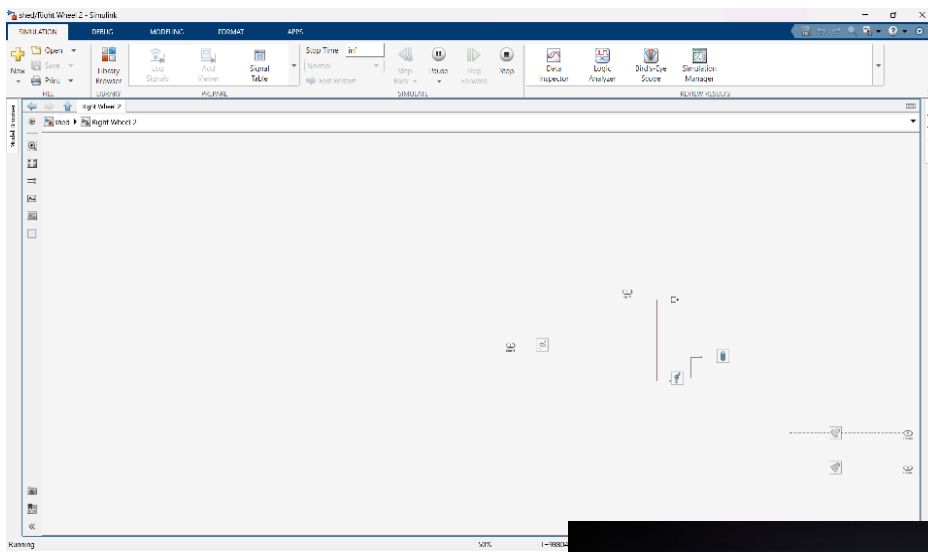 shed/Right Wheel 2 - Simulink
SIMULATION DEBUG MODELING FORMAT APPS
New
Open
Save
Print
FILE
Library Browser
LIBRARY
Log Signals
Add Viewer
Signal Table
PREPARE
Stop Time inf
Normal
Fast Restart
Step Back
Pause
Step Forward
Stop
SIMULATE
Data Inspector
Logic Analyzer
Bird's-Eye Scope
Simulation Manager
REVIEW RESULTS
Model Browser
Right Wheel 2
shed Right Wheel 2
Running 50%